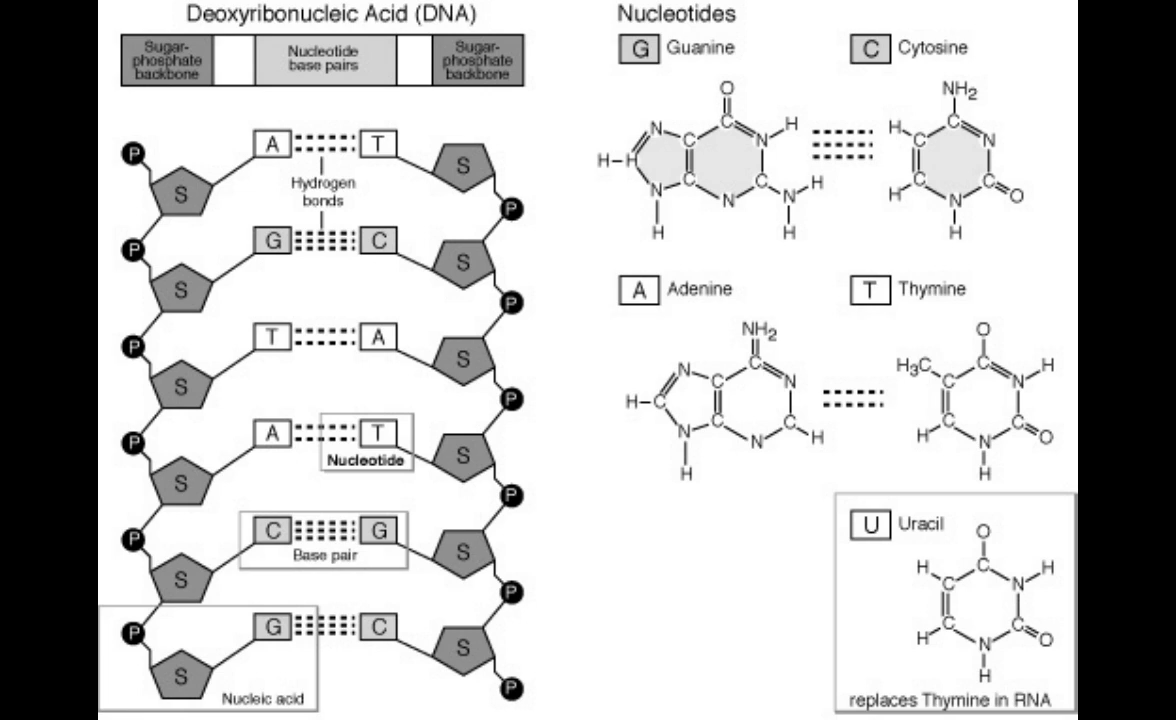 Deoxyribonucleic Acid (DNA)
Sugar-
phosphate
backbone
Nucleotide
base pairs
Sugar-
phosphate
backbone
P
S
A
T
S
P
Hydrogen
bonds
P
S
G
C
S
P
P
S
T
A
S
P
P
S
A
T
S
P
Nucleotide
P
S
C
G
S
P
Base pair
P
S
G
C
S
P
Nucleic acid
Nucleotides
G Guanine
O
N
C
C
N
H
H
H
C
C
N
N
N
H
H
H
C Cytosine
NH2
H
C
C
N
H
C
C
O
N
H
A Adenine
NH2
N
C
C
N
H
C
C
C
N
N
H
H
T Thymine
O
H3C
C
C
N
H
H
C
C
O
N
H
U Uracil
O
H
C
C
N
H
H
C
C
O
N
H
replaces Thymine in RNA